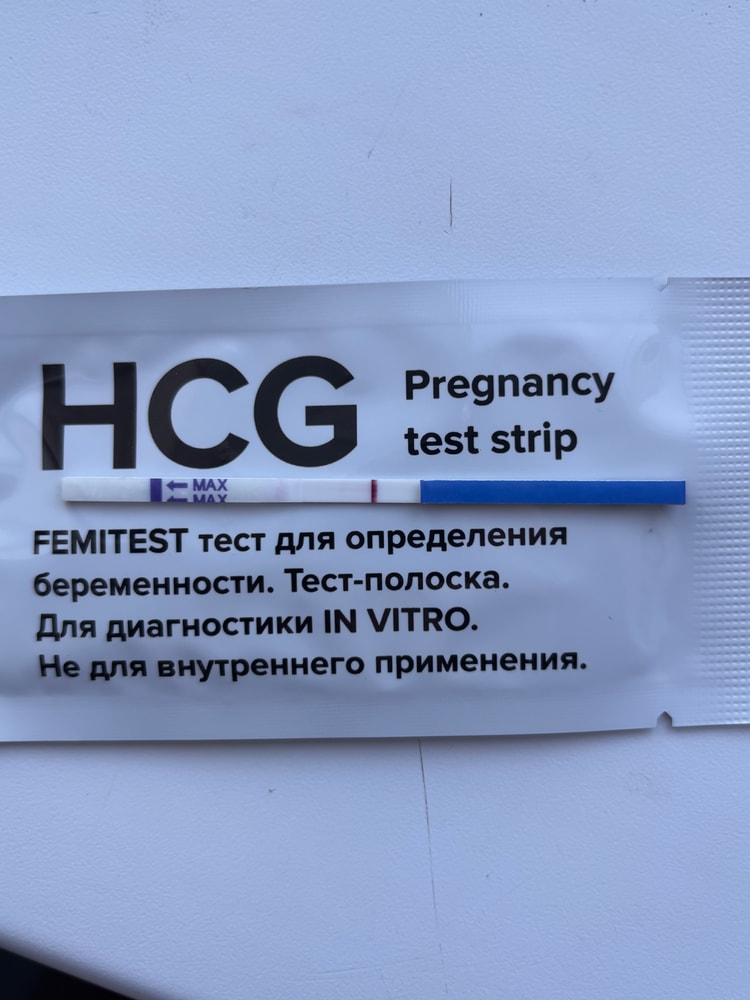 HCG
Pregnancy
test strip
← MAX
← MAX
FEMITEST тест для определения
беременности. Тест-полоска.
Для диагностики IN VITRO.
Не для внутреннего применения.